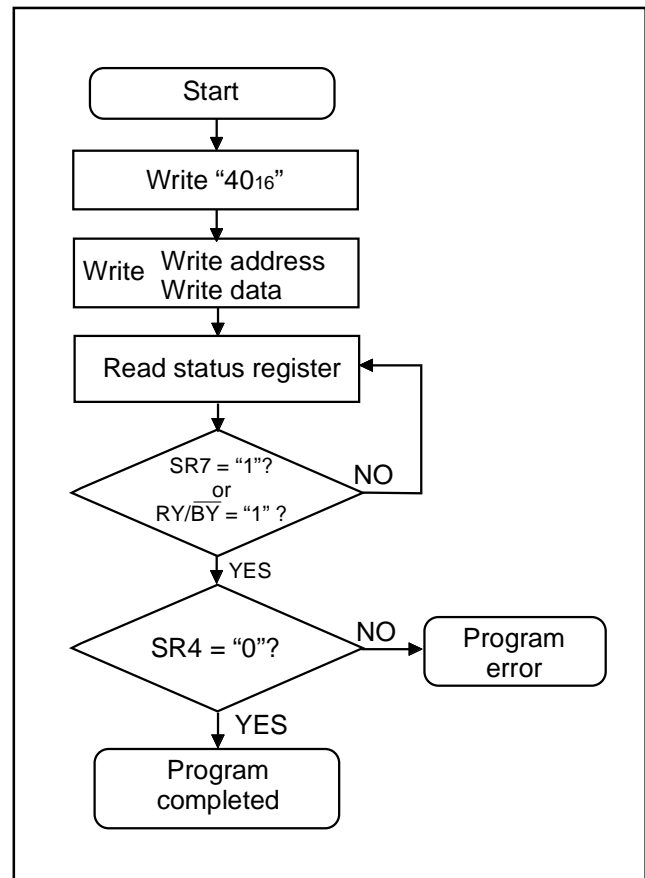 Start
Write “40₁₆”
Write Write address
Write data
Read status register
SR7 = “1”?
or
RY/B̅Y̅ = “1” ?
NO
YES
SR4 = “0”?
NO
Program
error
YES
Program
completed